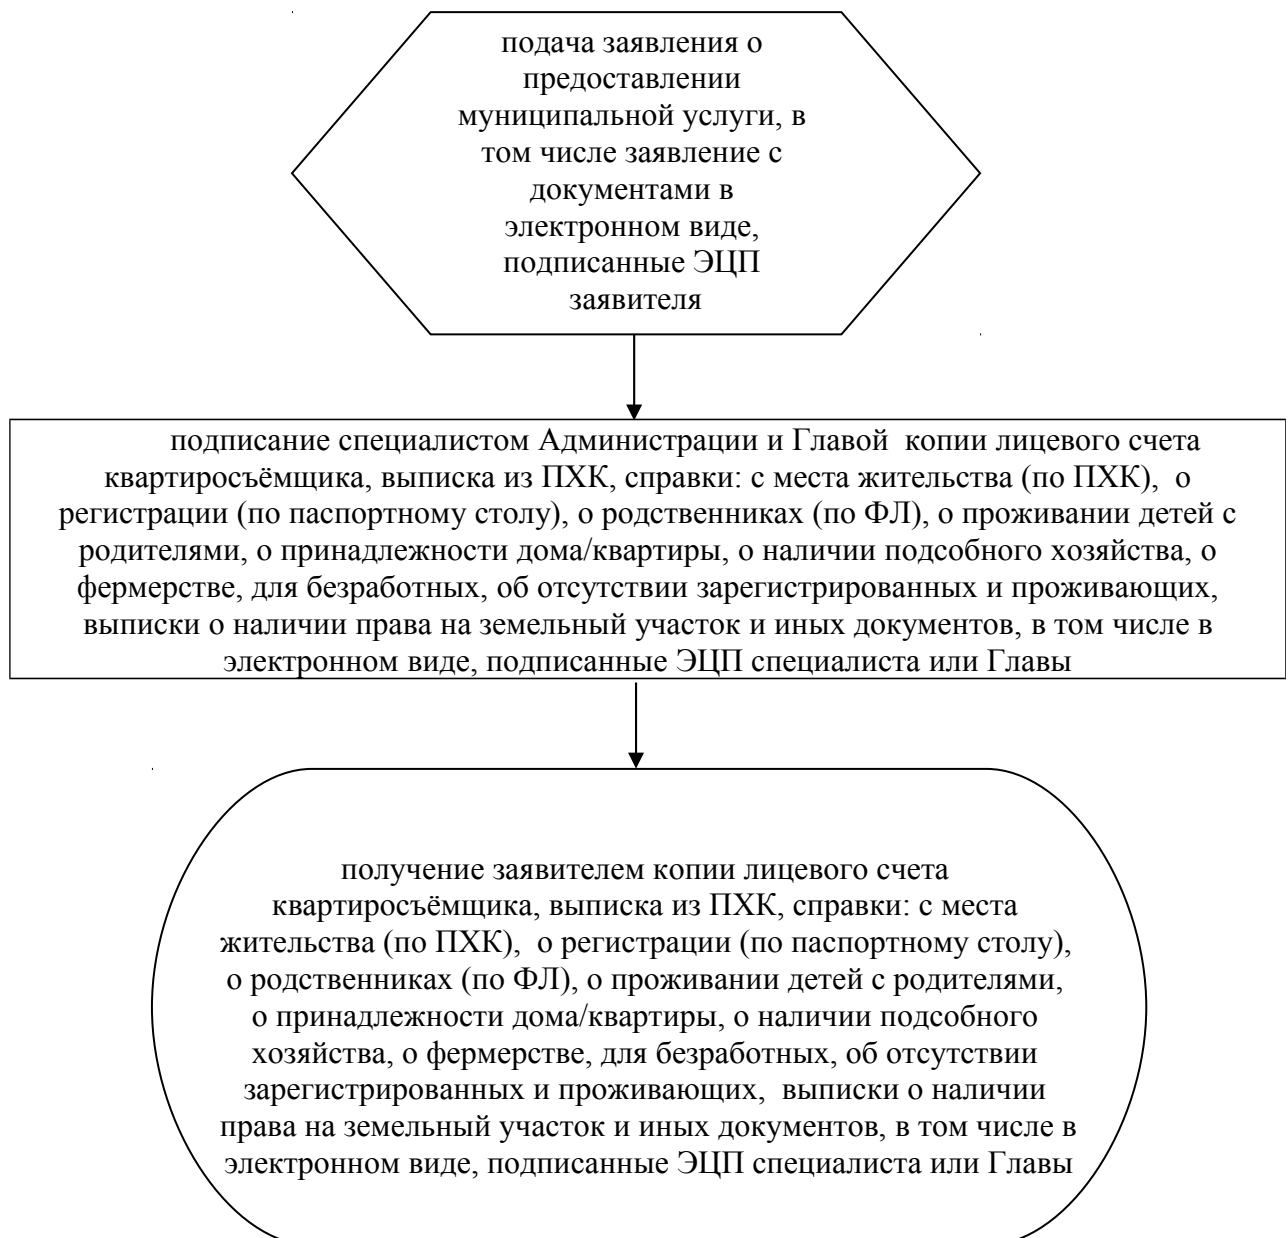 подача заявления о
предоставлении
муниципальной услуги, в
том числе заявление с
документами в
электронном виде,
подписанные ЭЦП
заявителя
подписание специалистом Администрации и Главой  копии лицевого счета
квартиросъёмщика, выписка из ПХК, справки: с места жительства (по ПХК),  о
регистрации (по паспортному столу), о родственниках (по ФЛ), о проживании детей с
родителями, о принадлежности дома/квартиры, о наличии подсобного хозяйства, о
фермерстве, для безработных, об отсутствии зарегистрированных и проживающих,
выписки о наличии права на земельный участок и иных документов, в том числе в
электронном виде, подписанные ЭЦП специалиста или Главы
получение заявителем копии лицевого счета
квартиросъёмщика, выписка из ПХК, справки: с места
жительства (по ПХК),  о регистрации (по паспортному столу),
о родственниках (по ФЛ), о проживании детей с родителями,
о принадлежности дома/квартиры, о наличии подсобного
хозяйства, о фермерстве, для безработных, об отсутствии
зарегистрированных и проживающих,  выписки о наличии
права на земельный участок и иных документов, в том числе в
электронном виде, подписанные ЭЦП специалиста или Главы